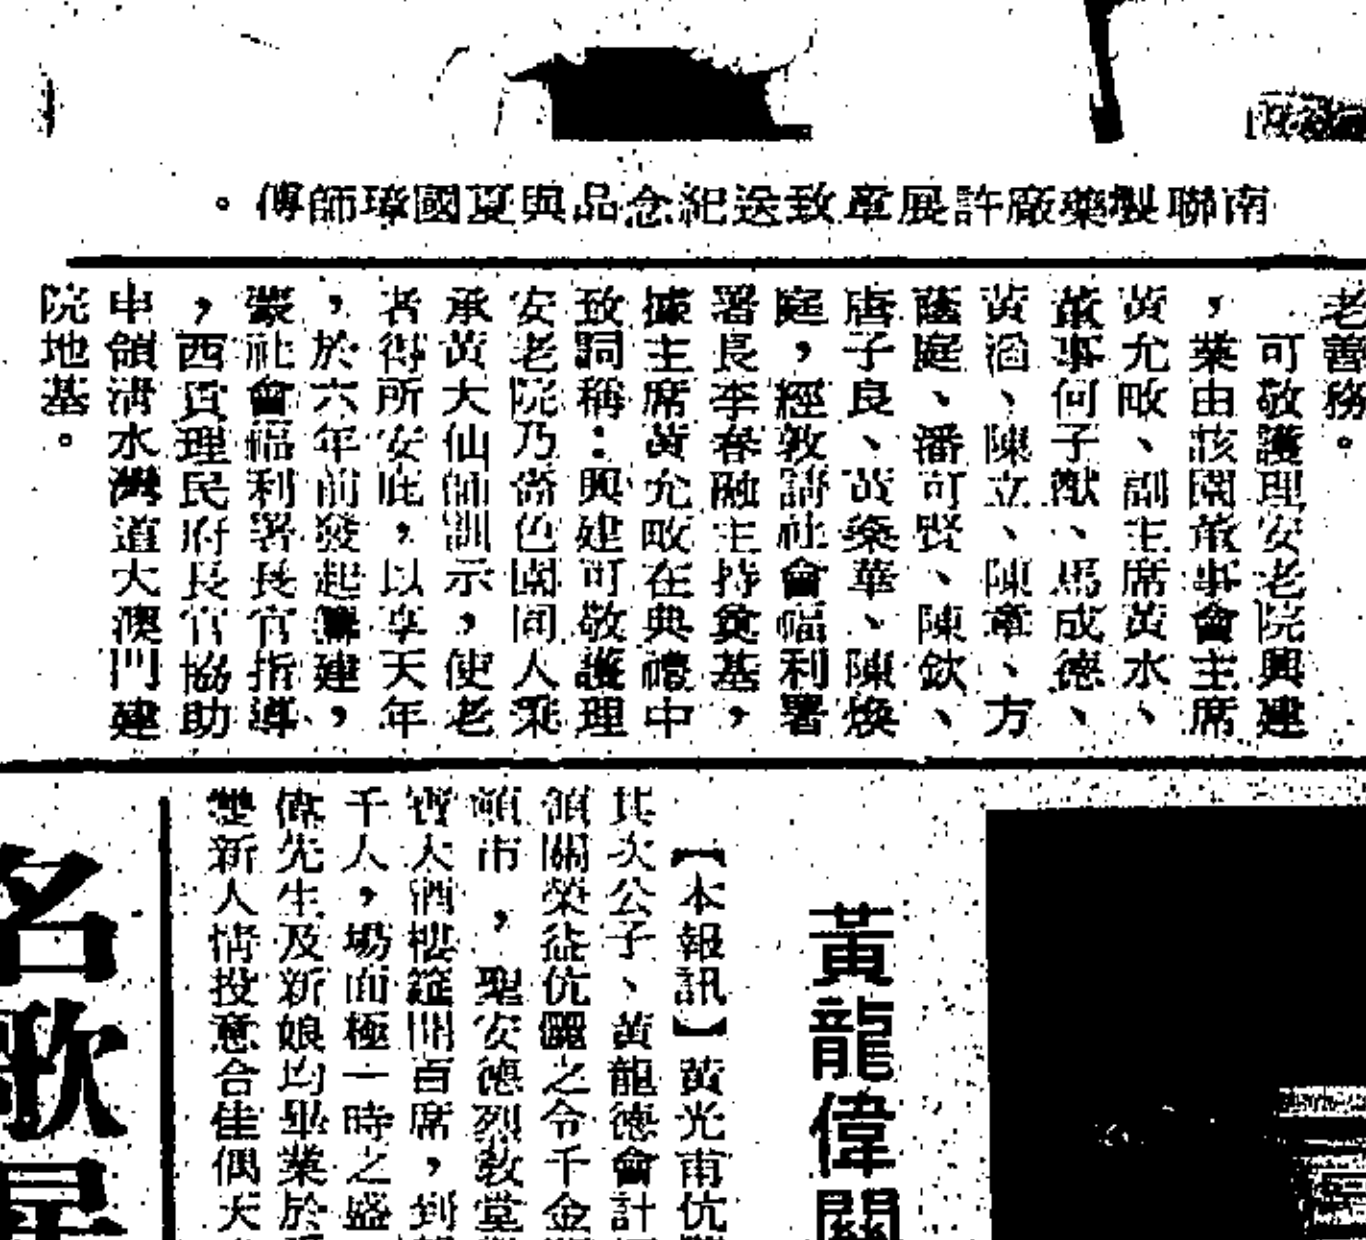 南聯製藥廠許展韋致送紀念品與夏國璋師傅。
老善務。
可敬護理安老院興建
，業由該園董事會主席
黃允畋、副主席黃水、
董事何子猷、馬成德、
黃滔、陳立、陳章、方
蔭庭、潘可賢、陳欽、
唐子良、黃燊華、陳煥
庭，經敦請社會福利署
署長李春融主持奠基，
據主席黃允畋在典禮中
致詞稱：興建可敬護理
安老院乃嗇色園同人秉
承黃大仙師訓示，使老
者得所安庇，以享天年
，於六年前發起籌建，
蒙社會福利署長官指導
，西貢理民府長官協助
申領清水灣道大澳門建
院地基。
黃龍偉關
【本報訊】黃光甫伉
其次公子、黃龍德會計
領關榮益伉儷之令千金
頓市，聖安德烈教堂
賓大酒樓筵開百席，到
千人，場面極一時之盛
偉先生及新娘均畢業於
雙新人情投意合佳偶天
名歌星